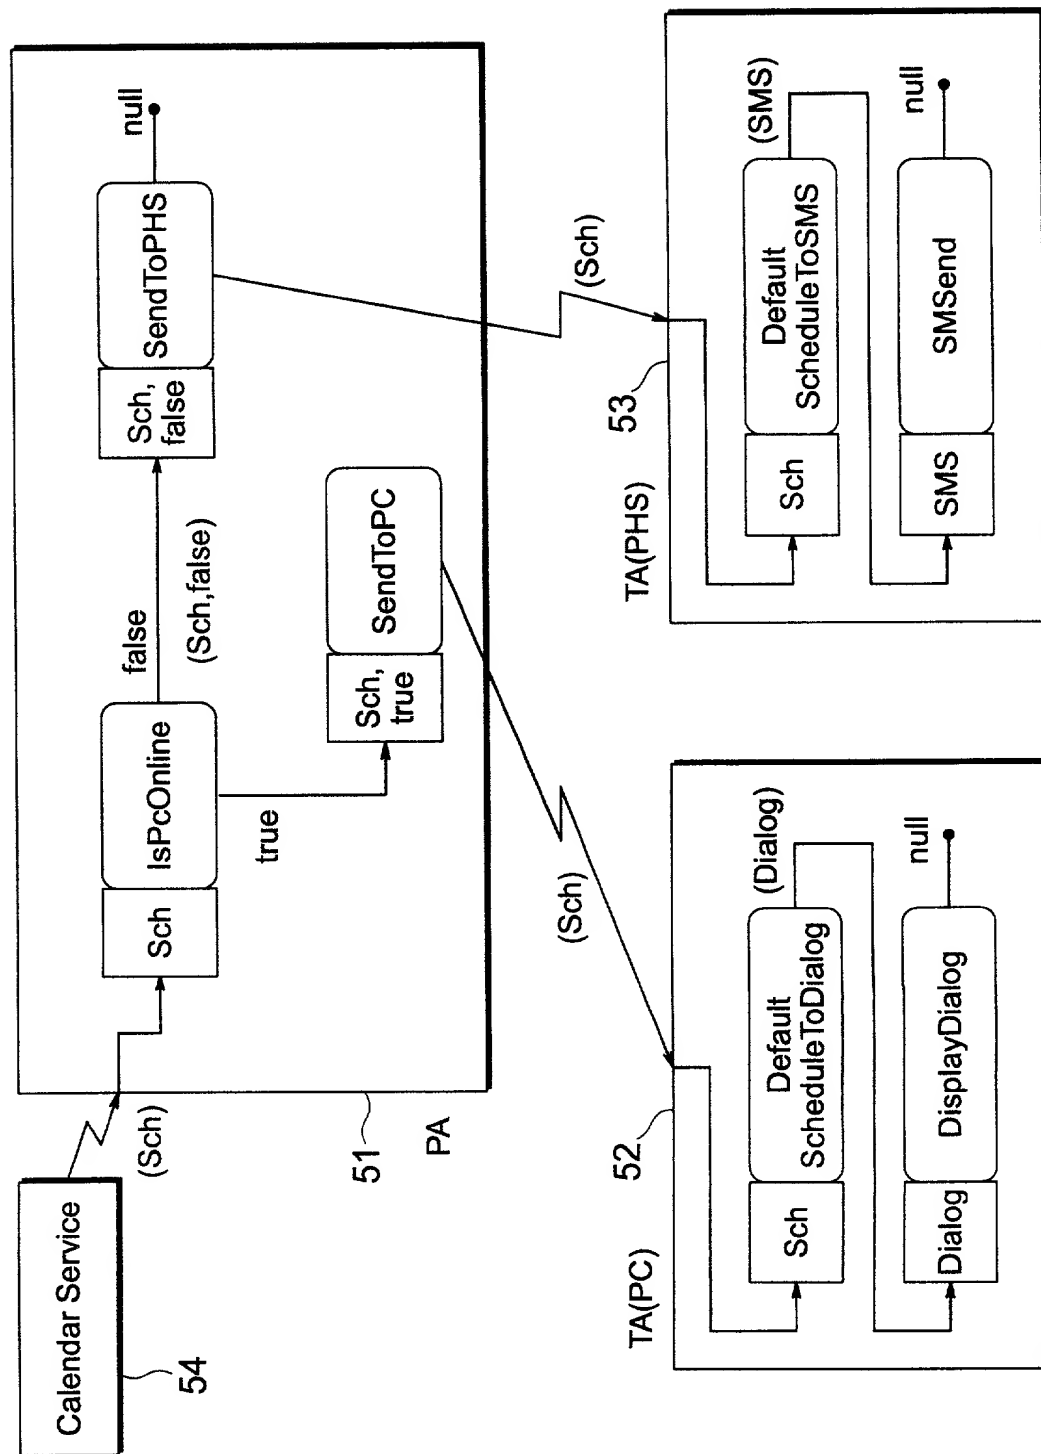 Calendar Service
54
(Sch)
51
PA
Sch
IsPcOnline
false
(Sch,false)
true
Sch,
false
SendToPHS
null
Sch,
true
SendToPC
(Sch)
(Sch)
TA(PC)
52
Sch
Default
ScheduleToDialog
(Dialog)
Dialog
DisplayDialog
null
TA(PHS)
53
Sch
Default
ScheduleToSMS
(SMS)
SMS
SMSend
null